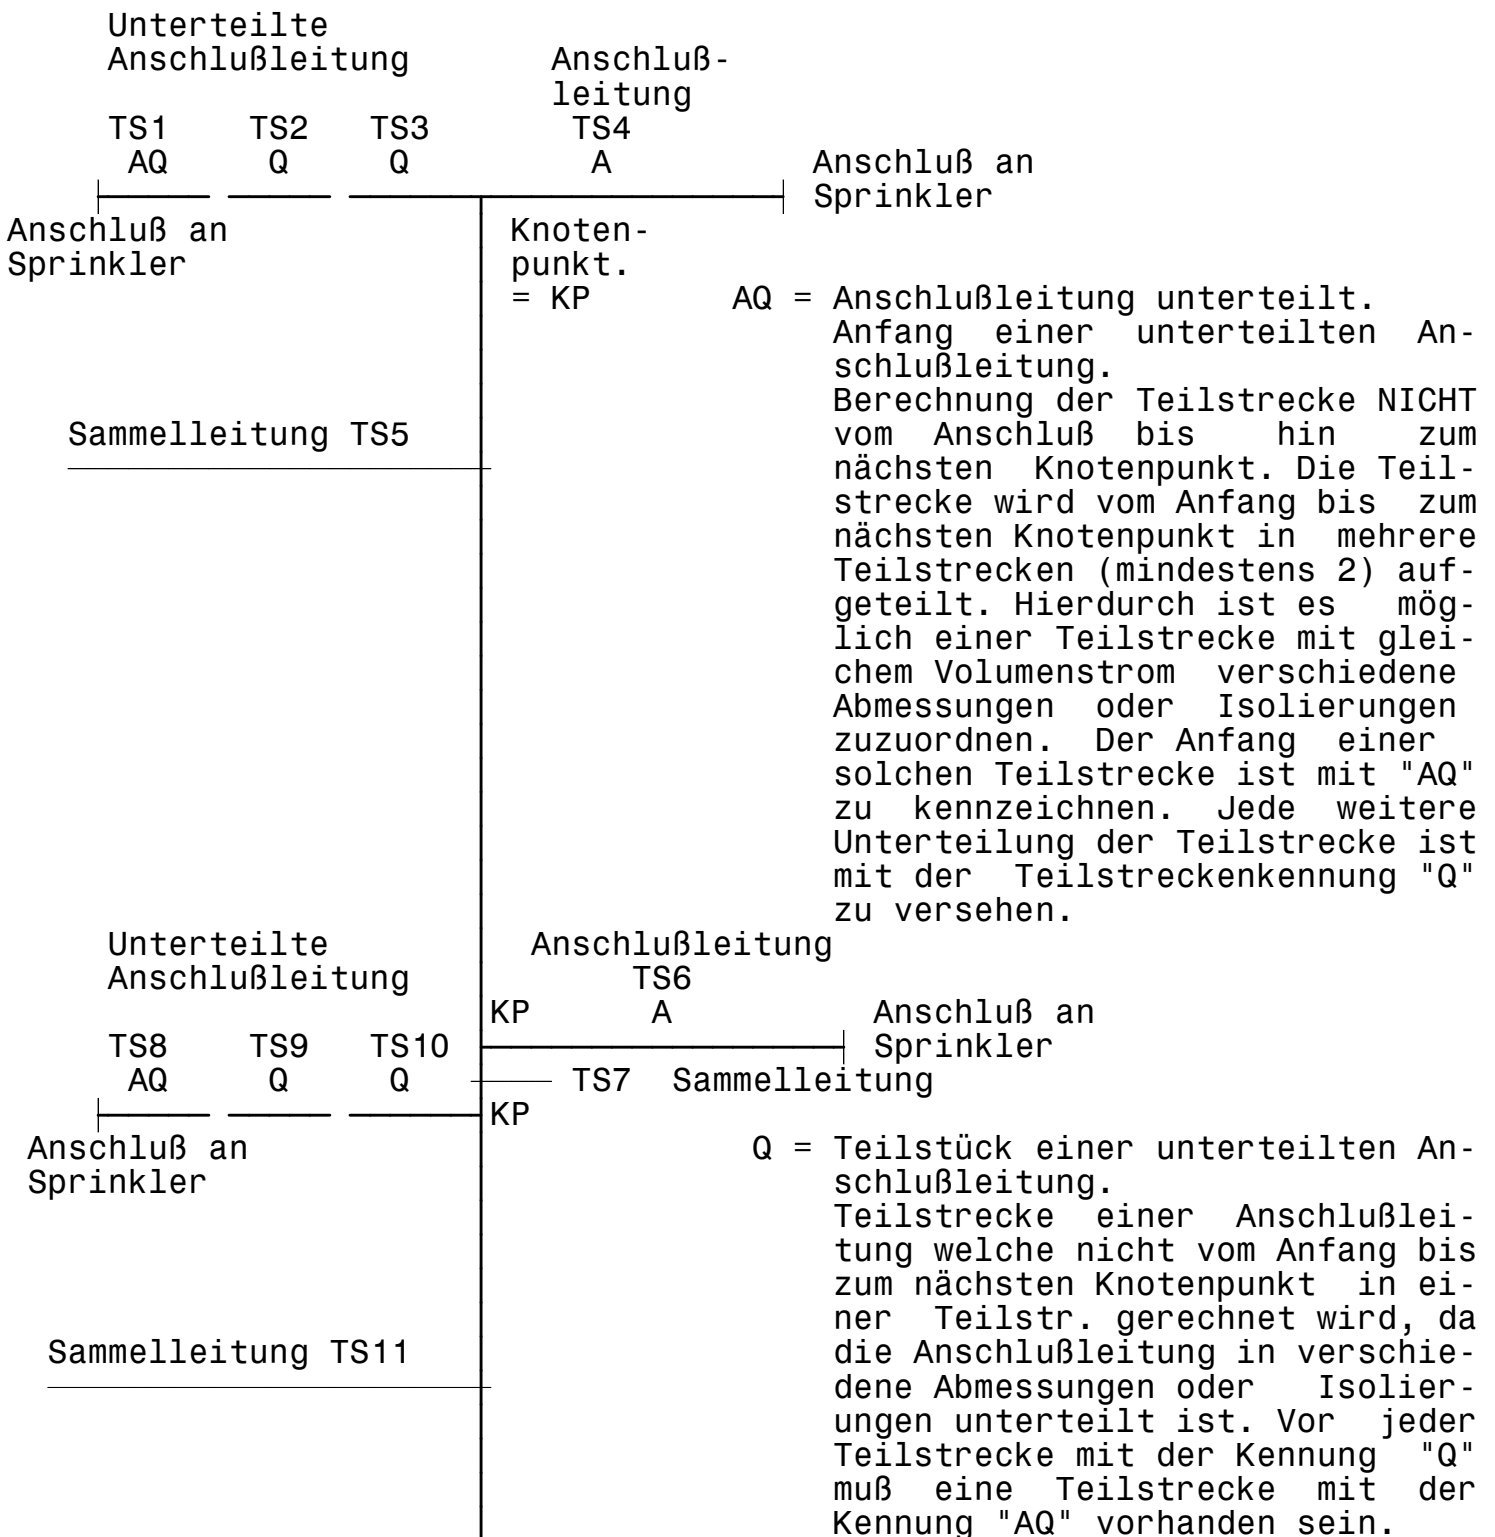 Unterteilte
Anschlußleitung Anschluß-
leitung
TS1 TS2 TS3 TS4
AQ Q Q A Anschluß an
Sprinkler
Anschluß an Knoten-
Sprinkler punkt.
= KP AQ = Anschlußleitung unterteilt.
Anfang einer unterteilten An-
schlußleitung.
Berechnung der Teilstrecke NICHT
Sammelleitung TS5 vom Anschluß bis hin zum
nächsten Knotenpunkt. Die Teil-
strecke wird vom Anfang bis zum
nächsten Knotenpunkt in mehrere
Teilstrecken (mindestens 2) auf-
geteilt. Hierdurch ist es mög-
lich einer Teilstrecke mit glei-
chem Volumenstrom verschiedene
Abmessungen oder Isolierungen
zuzuordnen. Der Anfang einer
solchen Teilstrecke ist mit "AQ"
zu kennzeichnen. Jede weitere
Unterteilung der Teilstrecke ist
mit der Teilstreckenkennung "Q"
zu versehen.
Unterteilte Anschlußleitung
Anschlußleitung TS6
KP A Anschluß an
TS8 TS9 TS10 Sprinkler
AQ Q Q TS7 Sammelleitung
KP
Anschluß an Q = Teilstück einer unterteilten An-
Sprinkler schlußleitung.
Teilstrecke einer Anschlußlei-
tung welche nicht vom Anfang bis
zum nächsten Knotenpunkt in ei-
ner Teilstr. gerechnet wird, da
Sammelleitung TS11 die Anschlußleitung in verschie-
dene Abmessungen oder Isolier-
ungen unterteilt ist. Vor jeder
Teilstrecke mit der Kennung "Q"
muß eine Teilstrecke mit der
Kennung "AQ" vorhanden sein.